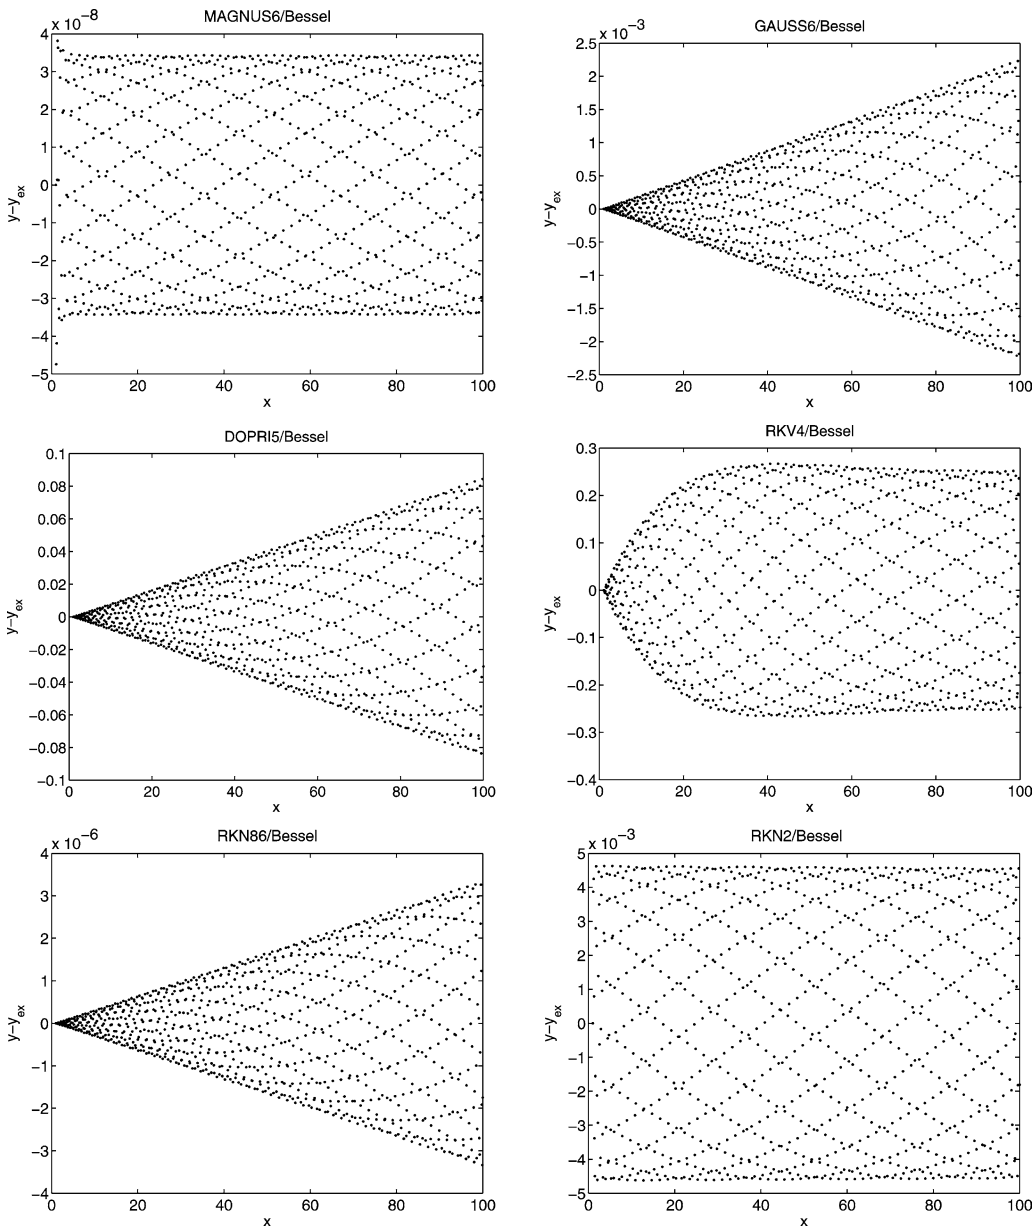 MAGNUS6/Bessel
x 10⁻⁸
4
3
2
1
0
−1
−2
−3
−4
−5
y−yₑₓ
0 20 40 60 80 100
x
GAUSS6/Bessel
x 10⁻³
2.5
2
1.5
1
0.5
0
−0.5
−1
−1.5
−2
−2.5
y−yₑₓ
0 20 40 60 80 100
x
DOPRI5/Bessel
0.1
0.08
0.06
0.04
0.02
0
−0.02
−0.04
−0.06
−0.08
−0.1
y−yₑₓ
0 20 40 60 80 100
x
RKV4/Bessel
0.3
0.2
0.1
0
−0.1
−0.2
−0.3
−0.4
y−yₑₓ
0 20 40 60 80 100
x
RKN86/Bessel
x 10⁻⁶
4
3
2
1
0
−1
−2
−3
−4
y−yₑₓ
0 20 40 60 80 100
x
RKN2/Bessel
x 10⁻³
5
4
3
2
1
0
−1
−2
−3
−4
−5
y−yₑₓ
0 20 40 60 80 100
x